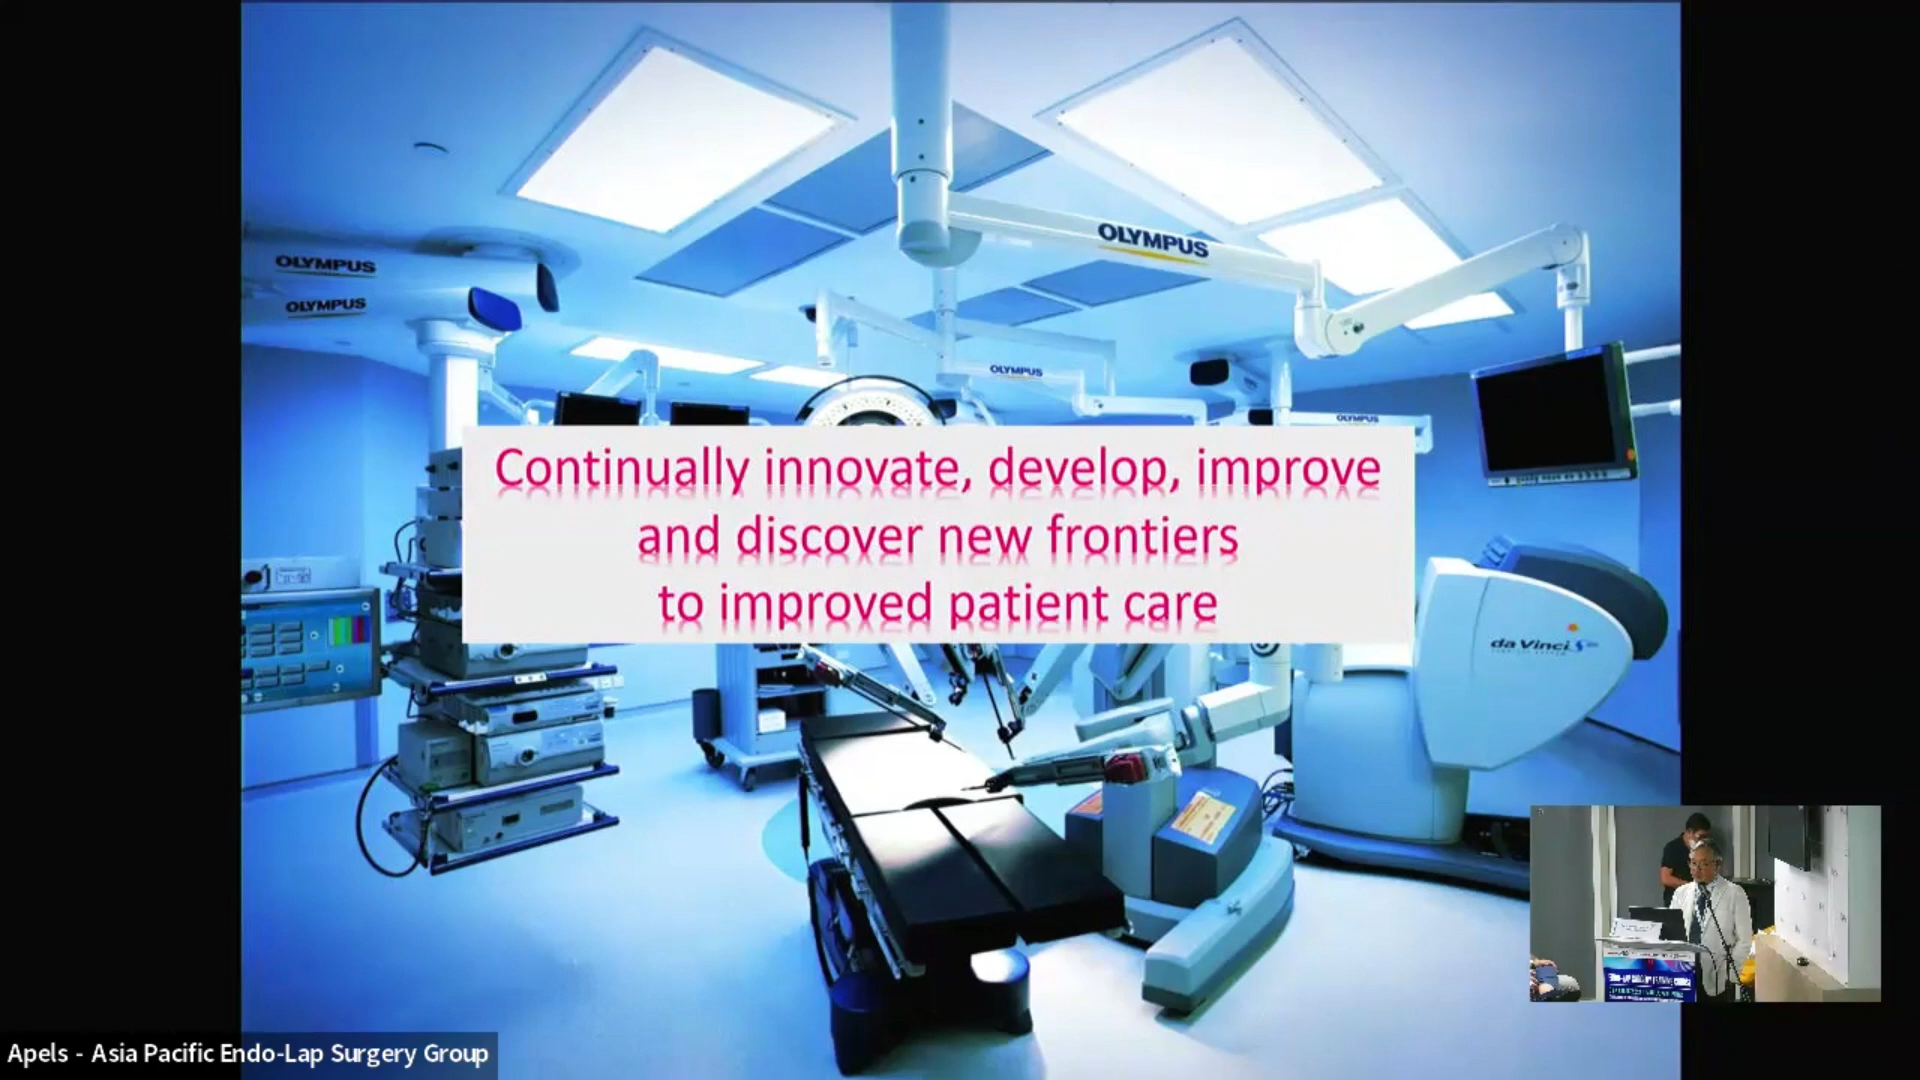 OLYMPUS
OLYMPUS
OLYMPUS
OLYMPUS
OLYMPUS
Continually innovate, develop, improve
and discover new frontiers
to improved patient care
da Vinci S
Apels - Asia Pacific Endo-Lap Surgery Group